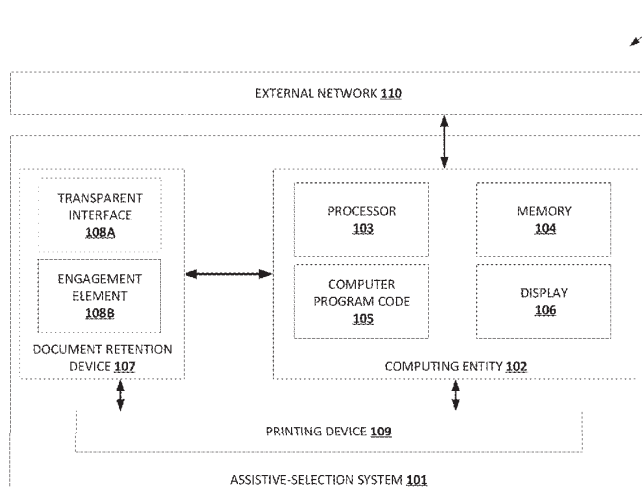 EXTERNAL NETWORK 110
TRANSPARENT
INTERFACE
108A
ENGAGEMENT
ELEMENT
108B
DOCUMENT RETENTION
DEVICE 107
PROCESSOR
103
MEMORY
104
COMPUTER
PROGRAM CODE
105
DISPLAY
106
COMPUTING ENTITY 102
PRINTING DEVICE 109
ASSISTIVE-SELECTION SYSTEM 101